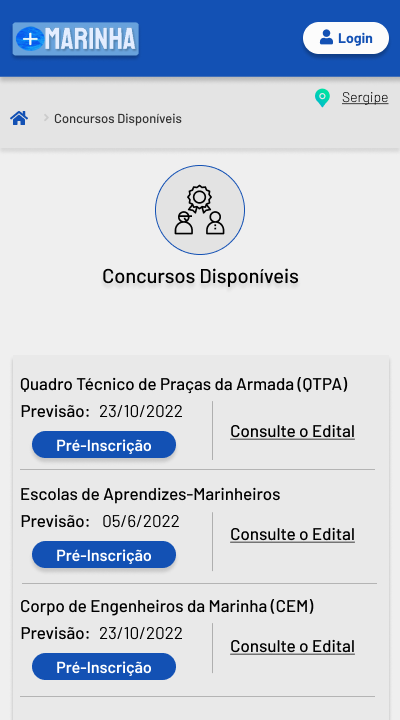 MARINHA
Login
Sergipe
Concursos Disponíveis
Concursos Disponíveis
Quadro Técnico de Praças da Armada (QTPA)
Previsão: 23/10/2022
Consulte o Edital
Pré-Inscrição
Escolas de Aprendizes-Marinheiros
Previsão: 05/6/2022
Consulte o Edital
Pré-Inscrição
Corpo de Engenheiros da Marinha (CEM)
Previsão: 23/10/2022
Consulte o Edital
Pré-Inscrição